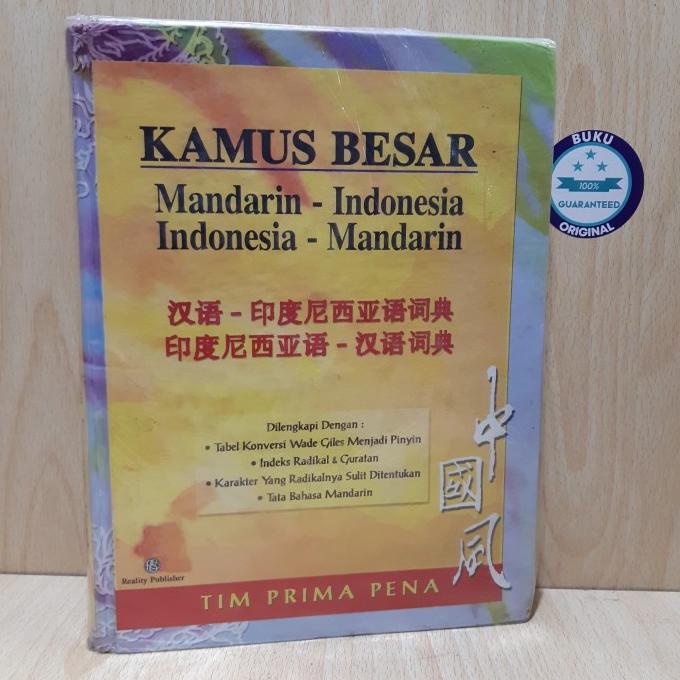 KAMUS BESAR
Mandarin - Indonesia
Indonesia - Mandarin
汉语 - 印度尼西亚语词典
印度尼西亚语 - 汉语词典
Dilengkapi Dengan :
• Tabel Konversi Wade Giles Menjadi Pinyin
• Indeks Radikal & Guratan
• Karakter Yang Radikalnya Sulit Ditentukan
• Tata Bahasa Mandarin
中國風
Reality Publisher
TIM PRIMA PENA
BUKU
100%
GUARANTEED
ORIGINAL